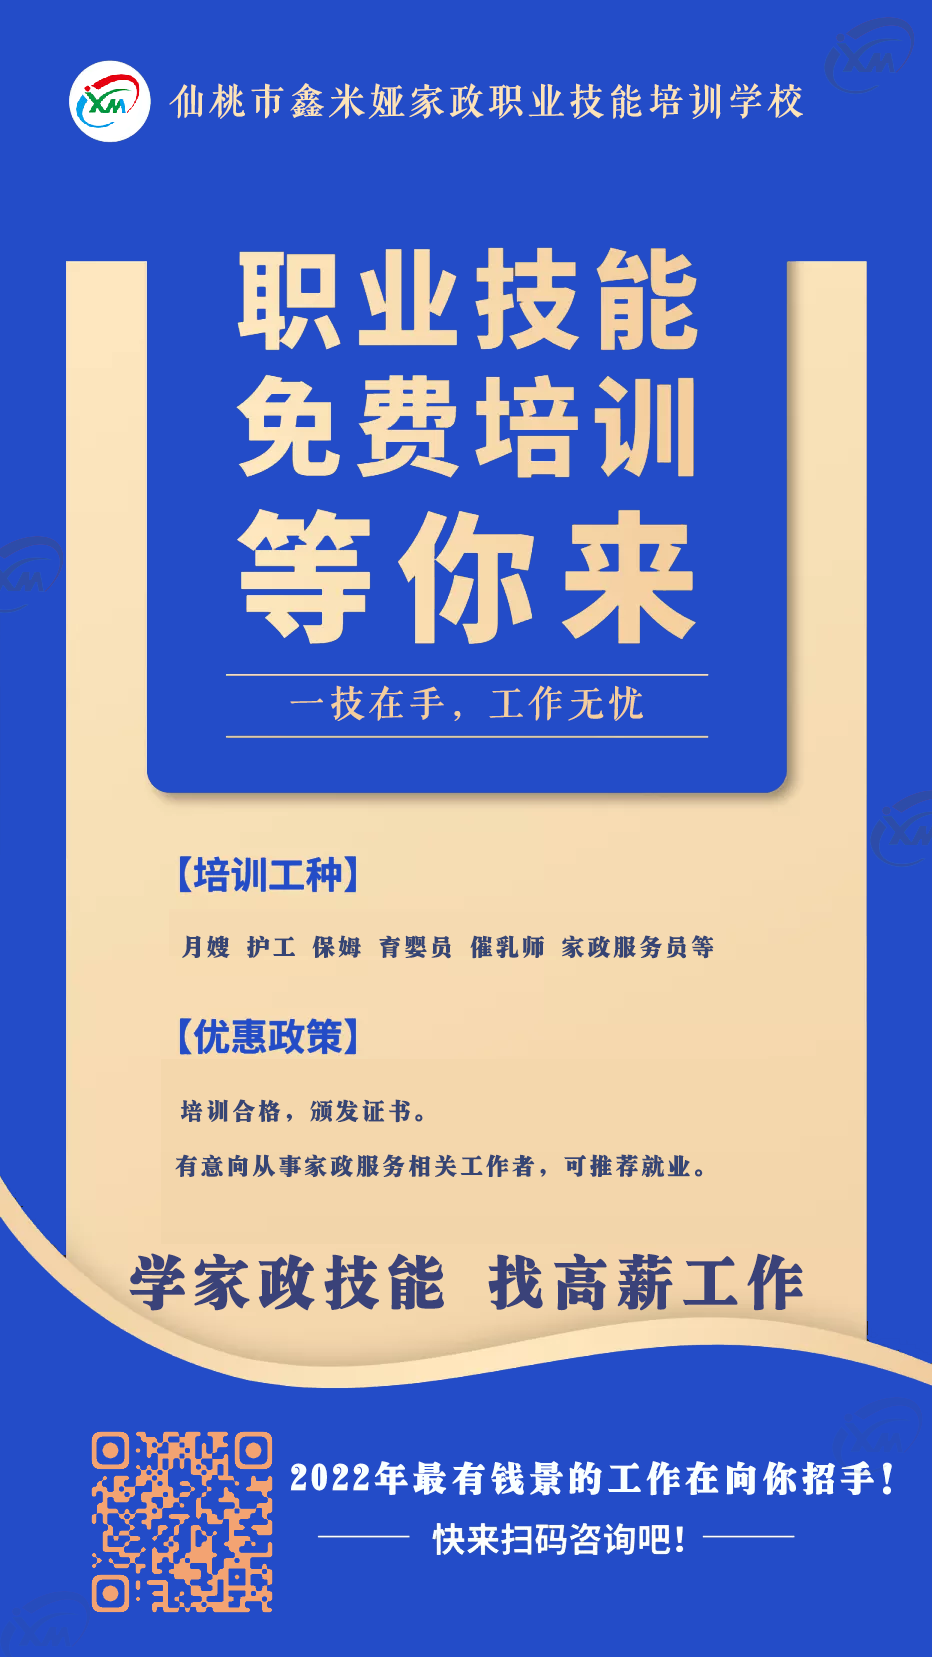 XM
仙桃市鑫米娅家政职业技能培训学校
职业技能
免费培训
等你来
一技在手，工作无忧
【培训工种】
月嫂 护工 保姆 育婴员 催乳师 家政服务员等
【优惠政策】
培训合格，颁发证书。
有意向从事家政服务相关工作者，可推荐就业。
学家政技能 找高薪工作
2022年最有钱景的工作在向你招手！
快来扫码咨询吧！